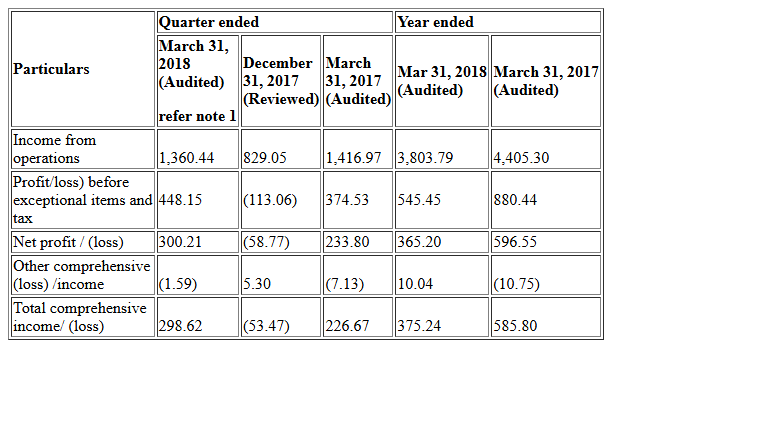 Particulars
Quarter ended
Year ended
March 31,
2018
(Audited)
refer note 1
December
31, 2017
(Reviewed)
March
31, 2017
(Audited)
Mar 31, 2018
(Audited)
March 31, 2017
(Audited)
Income from
operations
1,360.44
829.05
1,416.97
3,803.79
4,405.30
Profit/loss) before
exceptional items and
tax
448.15
(113.06)
374.53
545.45
880.44
Net profit / (loss)
300.21
(58.77)
233.80
365.20
596.55
Other comprehensive
(loss) /income
(1.59)
5.30
(7.13)
10.04
(10.75)
Total comprehensive
income/ (loss)
298.62
(53.47)
226.67
375.24
585.80